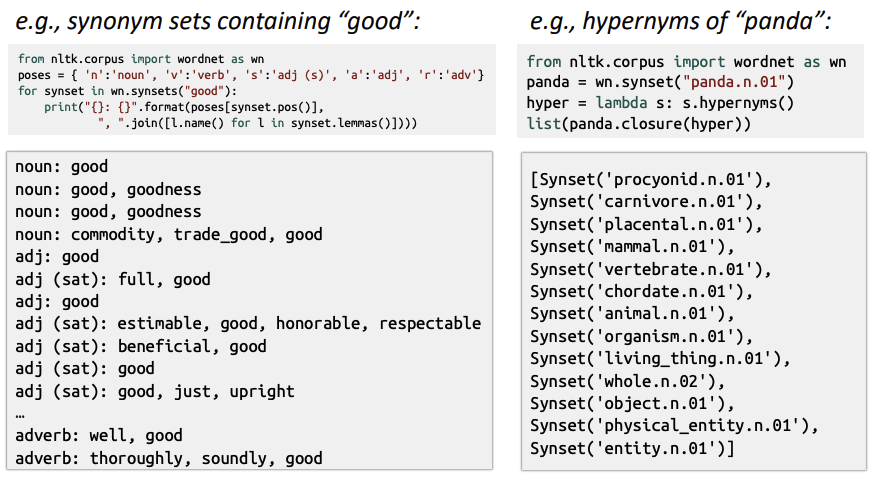 e.g., synonym sets containing “good”:
from nltk.corpus import wordnet as wn
poses = { 'n':'noun', 'v':'verb', 's':'adj (s)', 'a':'adj', 'r':'adv'}
for synset in wn.synsets("good"):
    print("{}: {}".format(poses[synset.pos()],
            ", ".join([l.name() for l in synset.lemmas()])))
noun: good
noun: good, goodness
noun: good, goodness
noun: commodity, trade_good, good
adj: good
adj (sat): full, good
adj: good
adj (sat): estimable, good, honorable, respectable
adj (sat): beneficial, good
adj (sat): good
adj (sat): good, just, upright
…
adverb: well, good
adverb: thoroughly, soundly, good
e.g., hypernyms of “panda”:
from nltk.corpus import wordnet as wn
panda = wn.synset("panda.n.01")
hyper = lambda s: s.hypernyms()
list(panda.closure(hyper))
[Synset('procyonid.n.01'),
Synset('carnivore.n.01'),
Synset('placental.n.01'),
Synset('mammal.n.01'),
Synset('vertebrate.n.01'),
Synset('chordate.n.01'),
Synset('animal.n.01'),
Synset('organism.n.01'),
Synset('living_thing.n.01'),
Synset('whole.n.02'),
Synset('object.n.01'),
Synset('physical_entity.n.01'),
Synset('entity.n.01')]